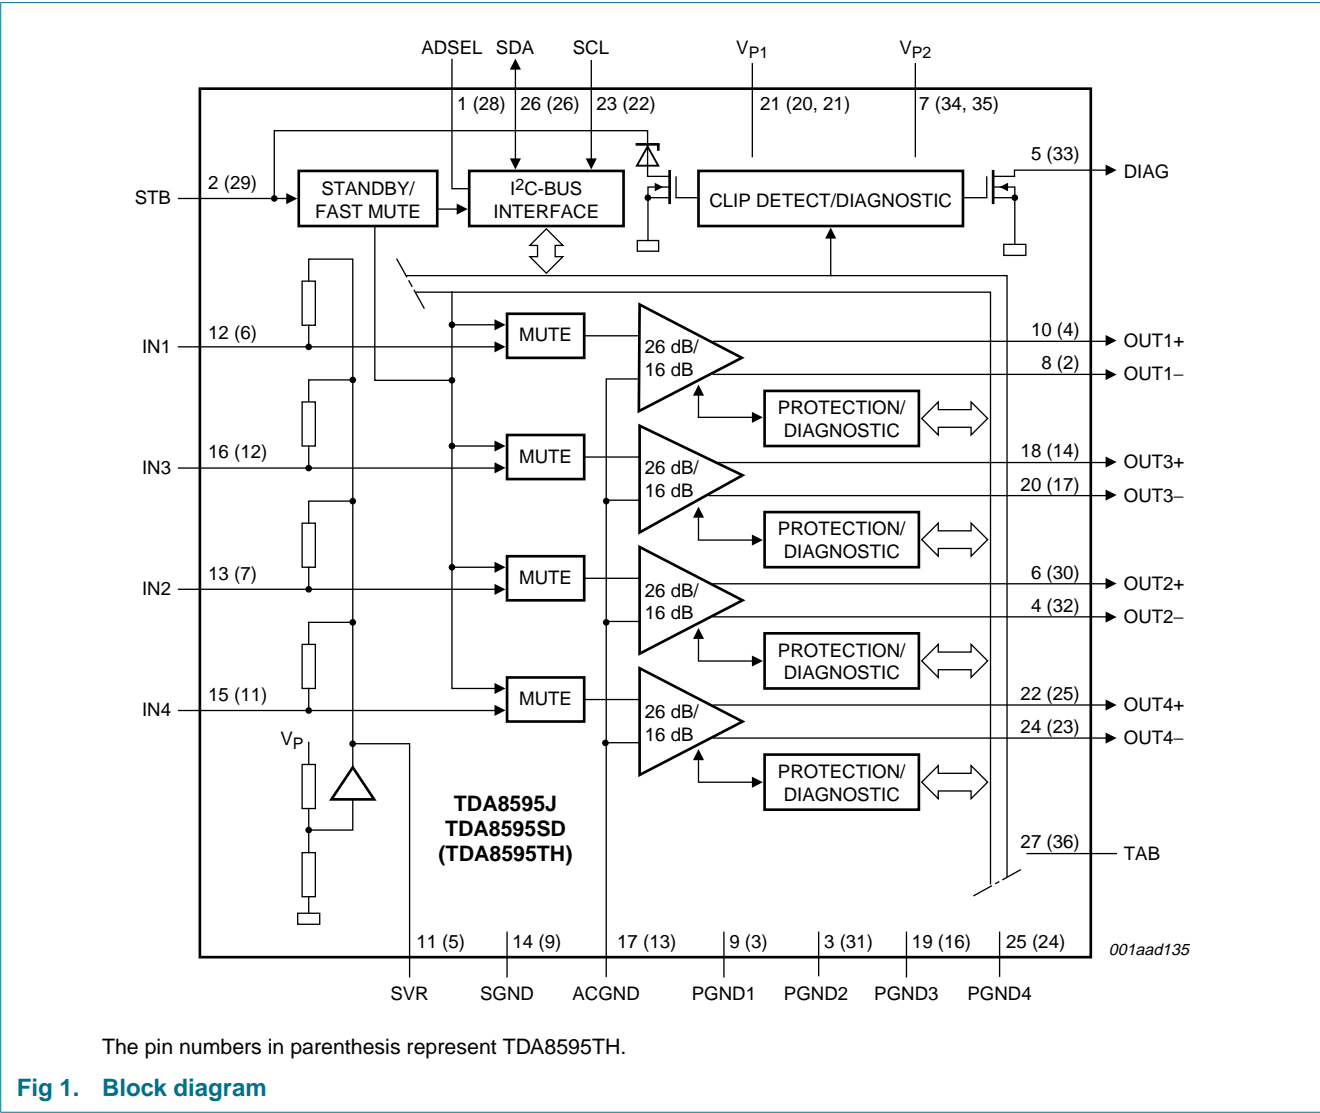 ADSEL SDA SCL VP1 VP2
1 (28) 26 (26) 23 (22) 21 (20, 21) 7 (34, 35)
5 (33)
DIAG
2 (29)
STB
STANDBY/
FAST MUTE
I²C-BUS
INTERFACE
CLIP DETECT/DIAGNOSTIC
12 (6)
IN1
MUTE
26 dB/
16 dB
10 (4)
OUT1+
8 (2)
OUT1−
PROTECTION/
DIAGNOSTIC
16 (12)
IN3
MUTE
26 dB/
16 dB
18 (14)
OUT3+
20 (17)
OUT3−
PROTECTION/
DIAGNOSTIC
13 (7)
IN2
MUTE
26 dB/
16 dB
6 (30)
OUT2+
4 (32)
OUT2−
PROTECTION/
DIAGNOSTIC
15 (11)
IN4
MUTE
26 dB/
16 dB
22 (25)
OUT4+
24 (23)
OUT4−
PROTECTION/
DIAGNOSTIC
VP
TDA8595J
TDA8595SD
(TDA8595TH)
27 (36)
TAB
11 (5) 14 (9) 17 (13) 9 (3) 3 (31) 19 (16) 25 (24)
001aad135
SVR SGND ACGND PGND1 PGND2 PGND3 PGND4
The pin numbers in parenthesis represent TDA8595TH.
Fig 1. Block diagram